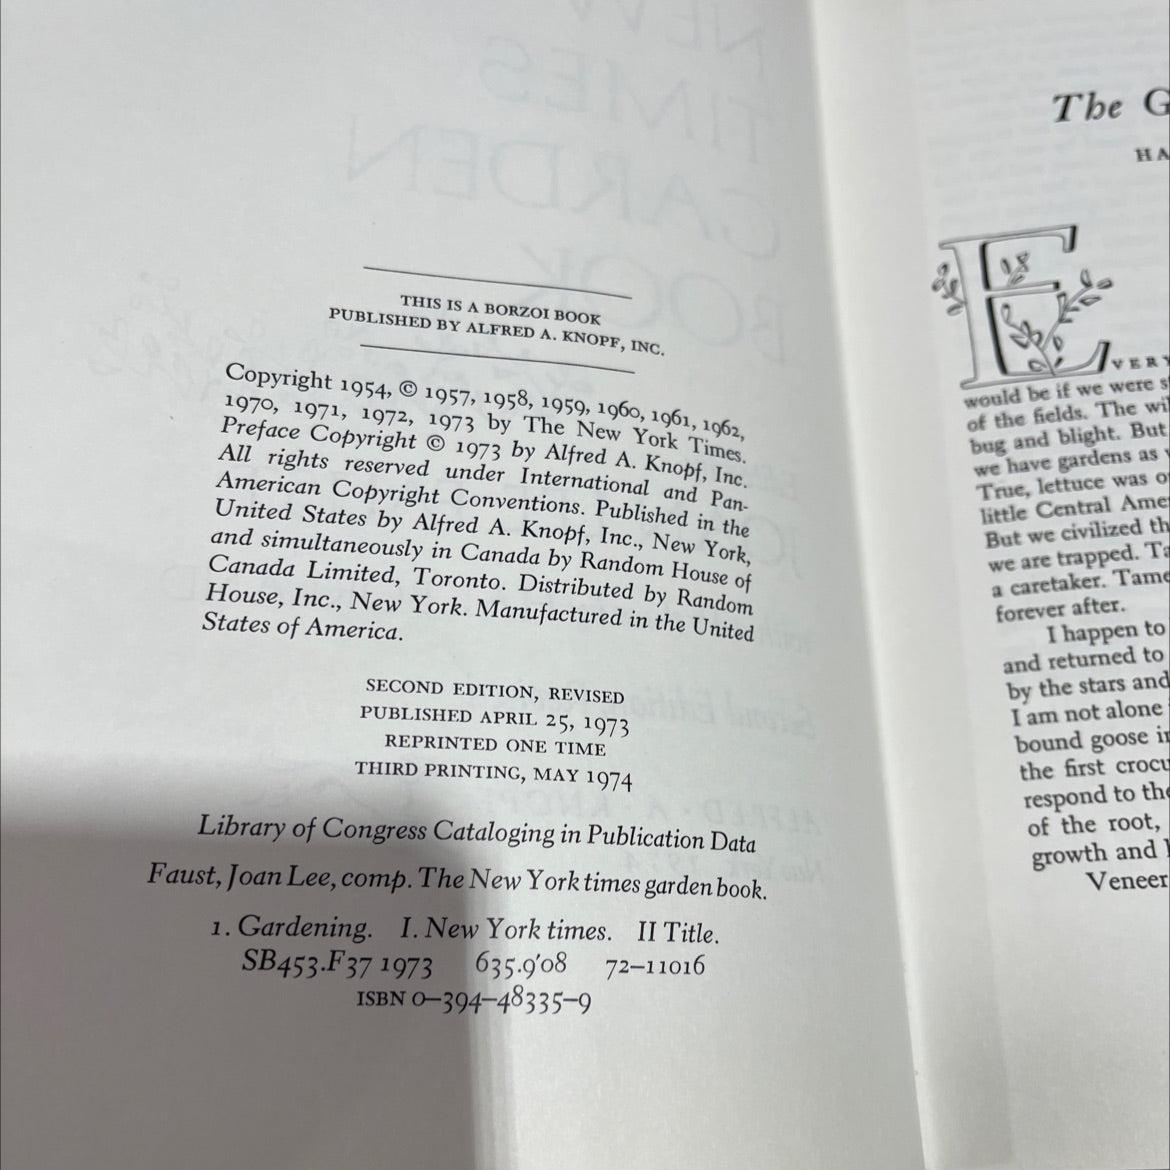 THIS IS A BORZOI BOOK
PUBLISHED BY ALFRED A. KNOPF, INC.
Copyright 1954, © 1957, 1958, 1959, 1960, 1961, 1962,
1970, 1971, 1972, 1973 by The New York Times.
Preface Copyright © 1973 by Alfred A. Knopf, Inc.
All rights reserved under International and Pan-
American Copyright Conventions. Published in the
United States by Alfred A. Knopf, Inc., New York,
and simultaneously in Canada by Random House of
Canada Limited, Toronto. Distributed by Random
House, Inc., New York. Manufactured in the United
States of America.
SECOND EDITION, REVISED
PUBLISHED APRIL 25, 1973
REPRINTED ONE TIME
THIRD PRINTING, MAY 1974
Library of Congress Cataloging in Publication Data
Faust, Joan Lee, comp. The New York times garden book.
1. Gardening. I. New York times. II Title.
SB453.F37 1973 635.9'08 72–11016
ISBN 0–394–48335–9
The G
HA
EVERY
would be if we were s
of the fields. The wil
bug and blight. But
we have gardens as
True, lettuce was o
little Central Ame
But we civilized th
we are trapped. Ta
a caretaker. Tame
forever after.
I happen to
and returned to
by the stars and
I am not alone
bound goose in
the first crocu
respond to the
of the root,
growth and
Veneer